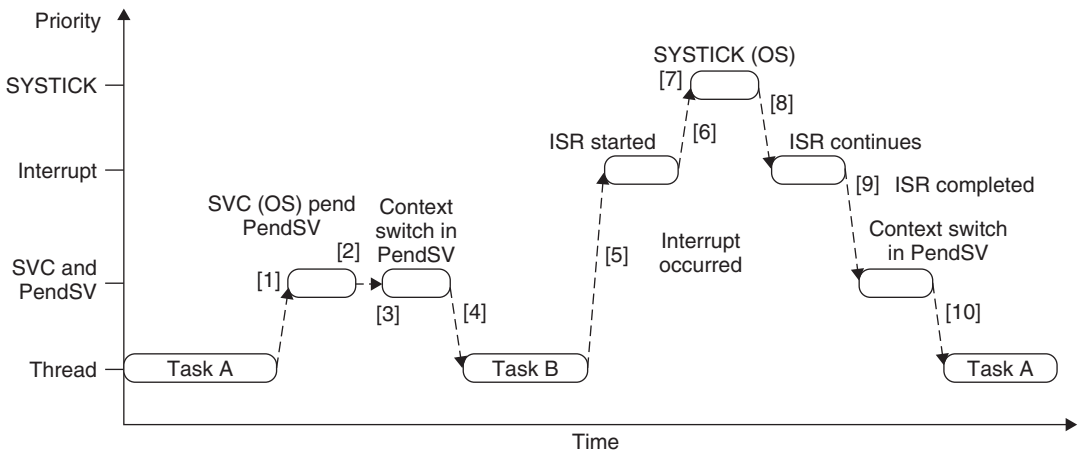 Priority
SYSTICK
Interrupt
SVC and
PendSV
Thread
Task A
[1]
SVC (OS) pend
PendSV
[2]
[3]
Context
switch in
PendSV
[4]
Task B
[5]
Interrupt
occurred
ISR started
[6]
[7]
SYSTICK (OS)
[8]
ISR continues
[9] ISR completed
Context switch
in PendSV
[10]
Task A
Time